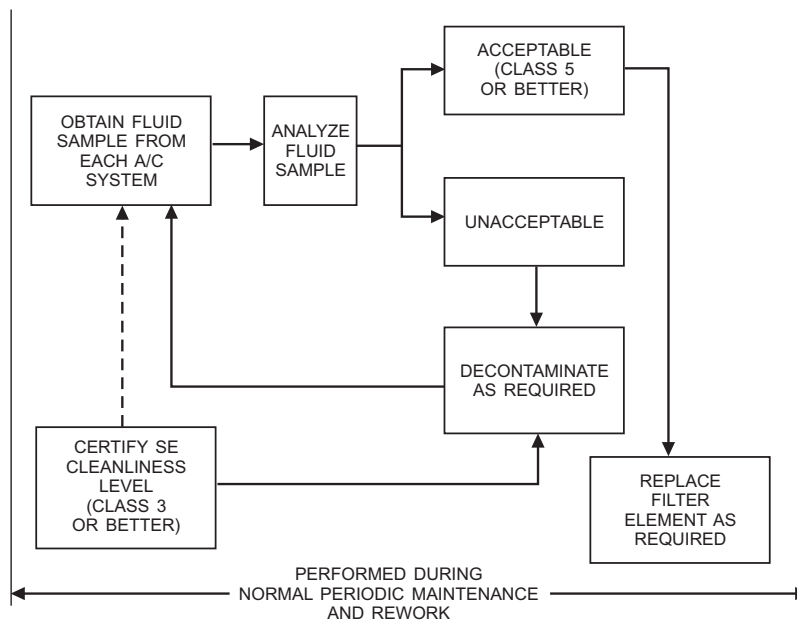 OBTAIN FLUID
SAMPLE FROM
EACH A/C
SYSTEM
ANALYZE
FLUID
SAMPLE
ACCEPTABLE
(CLASS 5
OR BETTER)
UNACCEPTABLE
DECONTAMINATE
AS REQUIRED
CERTIFY SE
CLEANLINESS
LEVEL
(CLASS 3
OR BETTER)
REPLACE
FILTER
ELEMENT AS
REQUIRED
PERFORMED DURING
NORMAL PERIODIC MAINTENANCE
AND REWORK